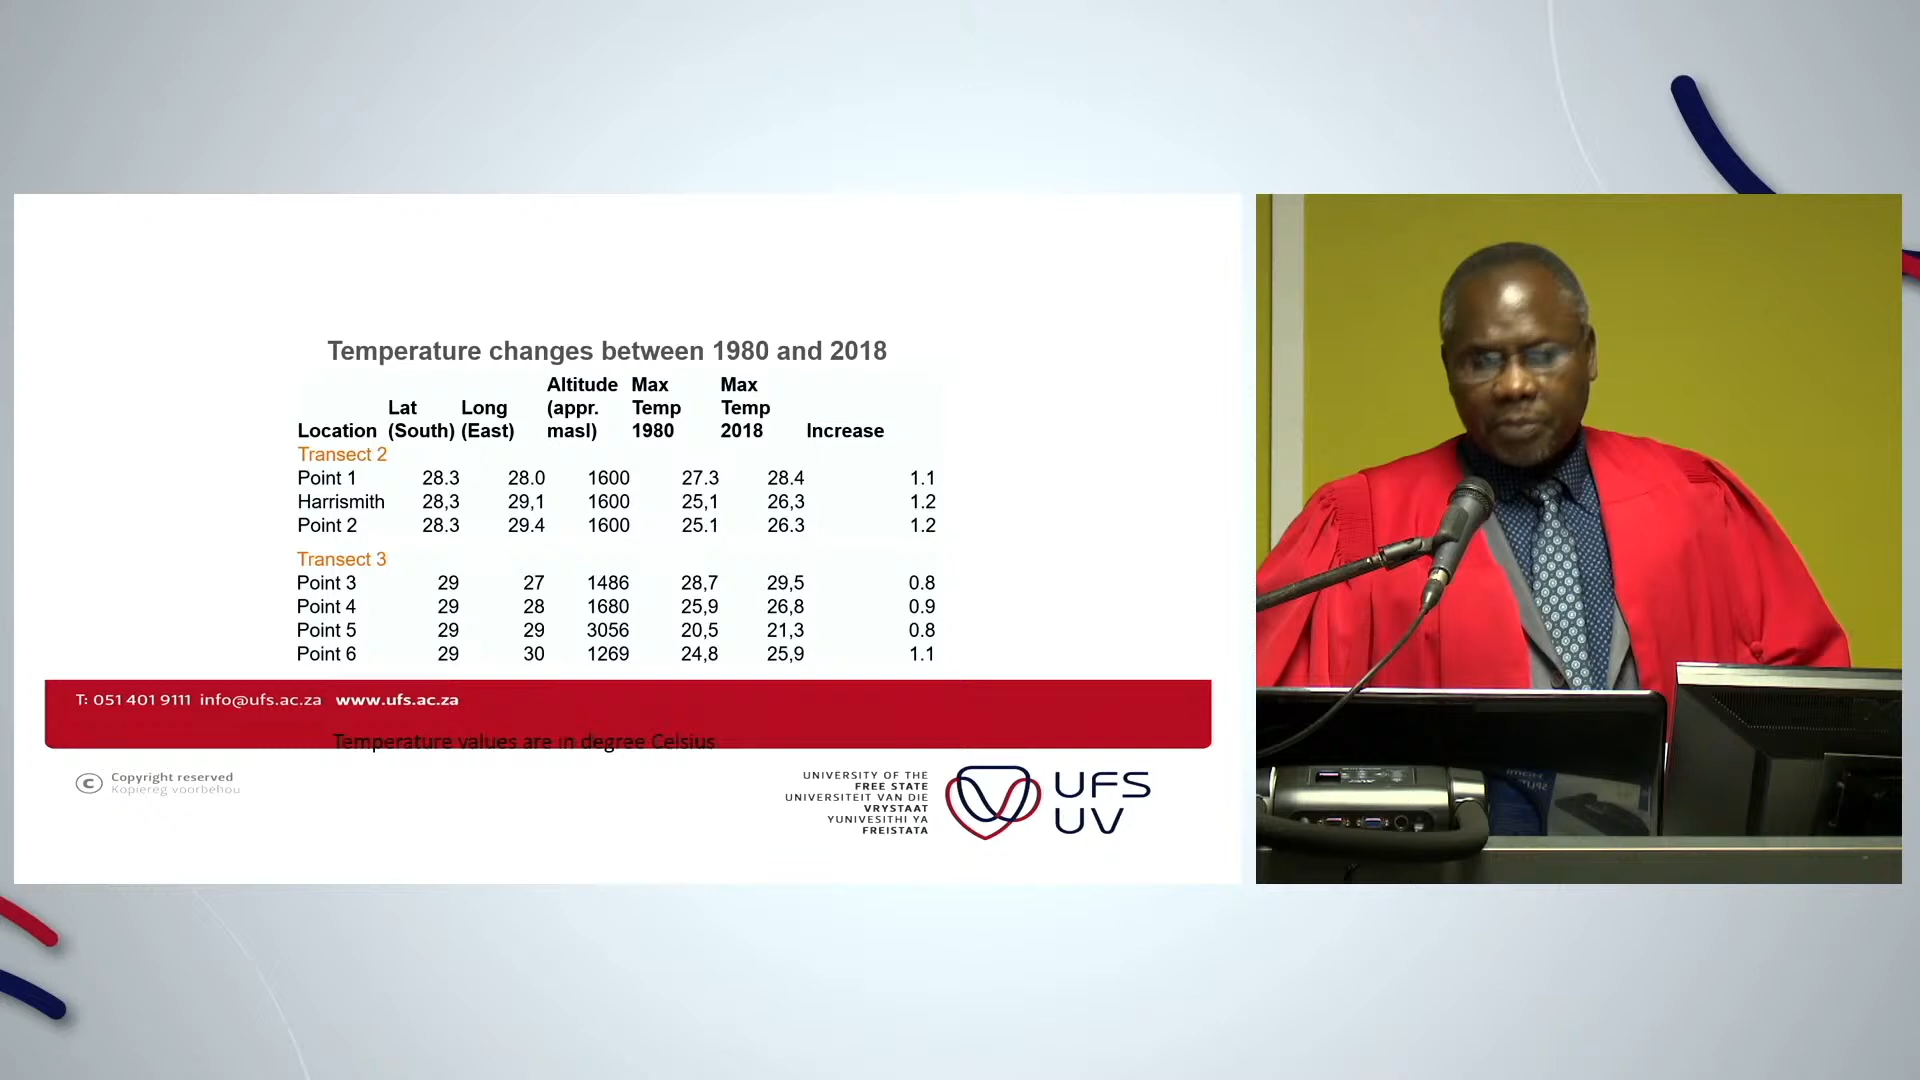 Temperature changes between 1980 and 2018
Location Lat (South) Long (East) Altitude (appr. masl) Max Temp 1980 Max Temp 2018 Increase
Transect 2
Point 1 28.3 28.0 1600 27.3 28.4 1.1
Harrismith 28,3 29,1 1600 25,1 26,3 1.2
Point 2 28.3 29.4 1600 25.1 26.3 1.2
Transect 3
Point 3 29 27 1486 28,7 29,5 0.8
Point 4 29 28 1680 25,9 26,8 0.9
Point 5 29 29 3056 20,5 21,3 0.8
Point 6 29 30 1269 24,8 25,9 1.1
T: 051 401 9111 info@ufs.ac.za www.ufs.ac.za
Temperature values are in degree Celsius
© Copyright reserved
Kopiereg voorbehou
UNIVERSITY OF THE
FREE STATE
UNIVERSITEIT VAN DIE
VRYSTAAT
YUNIVESITHI YA
FREISTATA
UFS
UV